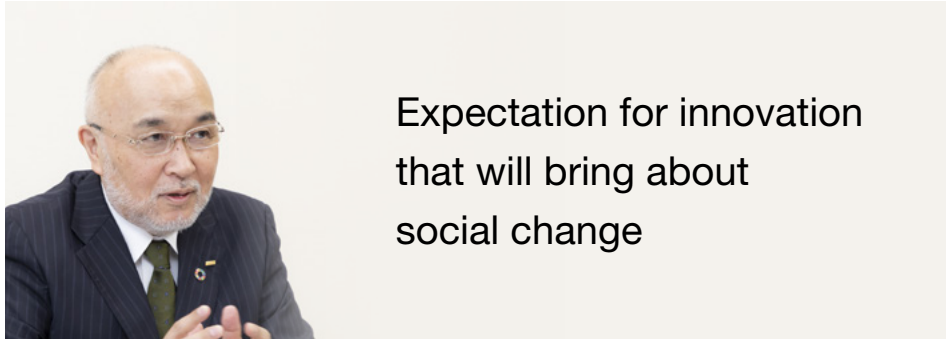 Expectation for innovation
that will bring about
social change